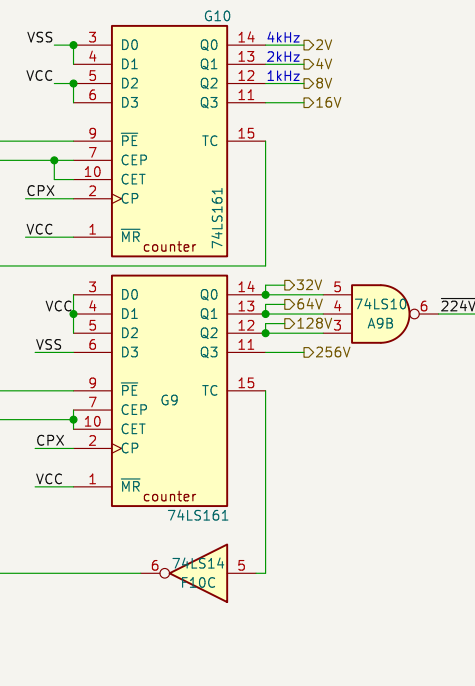 G10
VSS 3 D0 Q0 14 4kHz 2V
4 D1 Q1 13 2kHz 4V
VCC 5 D2 Q2 12 1kHz 8V
6 D3 Q3 11 16V
9 PE TC 15
7 CEP
10 CET
CPX 2 CP
74LS161
VCC 1 MR
counter
3 D0 Q0 14 32V 5
VCC 4 D1 Q1 13 64V 4 74LS10 6 224V
5 D2 Q2 12 128V 3 A9B
VSS 6 D3 Q3 11 256V
9 PE TC 15
7 CEP G9
10 CET
CPX 2 CP
VCC 1 MR
counter
74LS161
6 74LS14 5
F10C